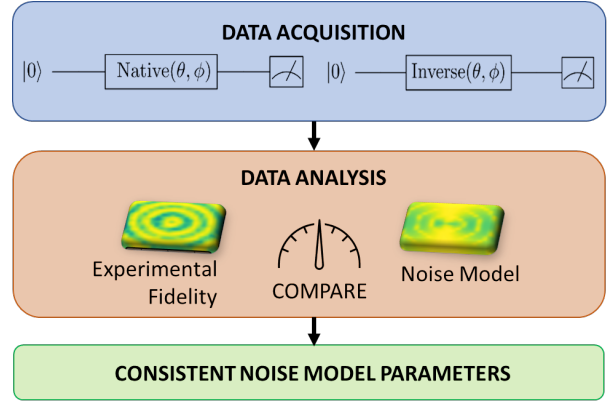 DATA ACQUISITION
|0⟩ Native(θ, ϕ) |0⟩ Inverse(θ, ϕ)
DATA ANALYSIS
Experimental
Fidelity
COMPARE
Noise Model
CONSISTENT NOISE MODEL PARAMETERS